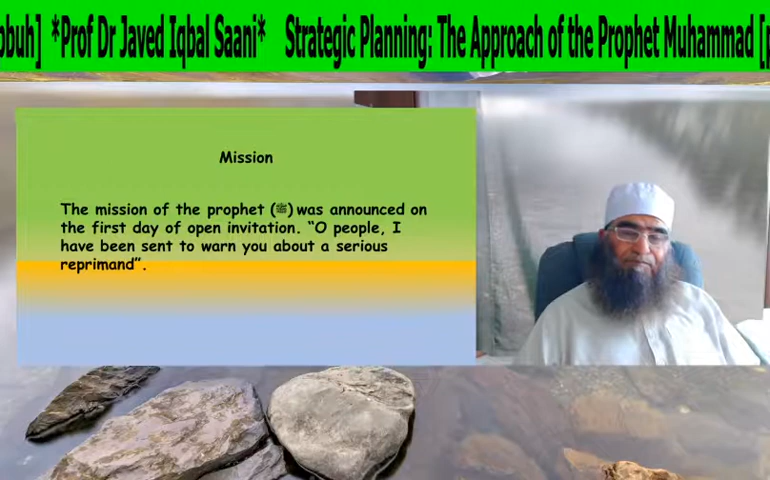 pbuh] *Prof Dr Javed Iqbal Saani* Strategic Planning: The Approach of the Prophet Muhammad [p
Mission
The mission of the prophet (ﷺ) was announced on
the first day of open invitation. “O people, I
have been sent to warn you about a serious
reprimand”.